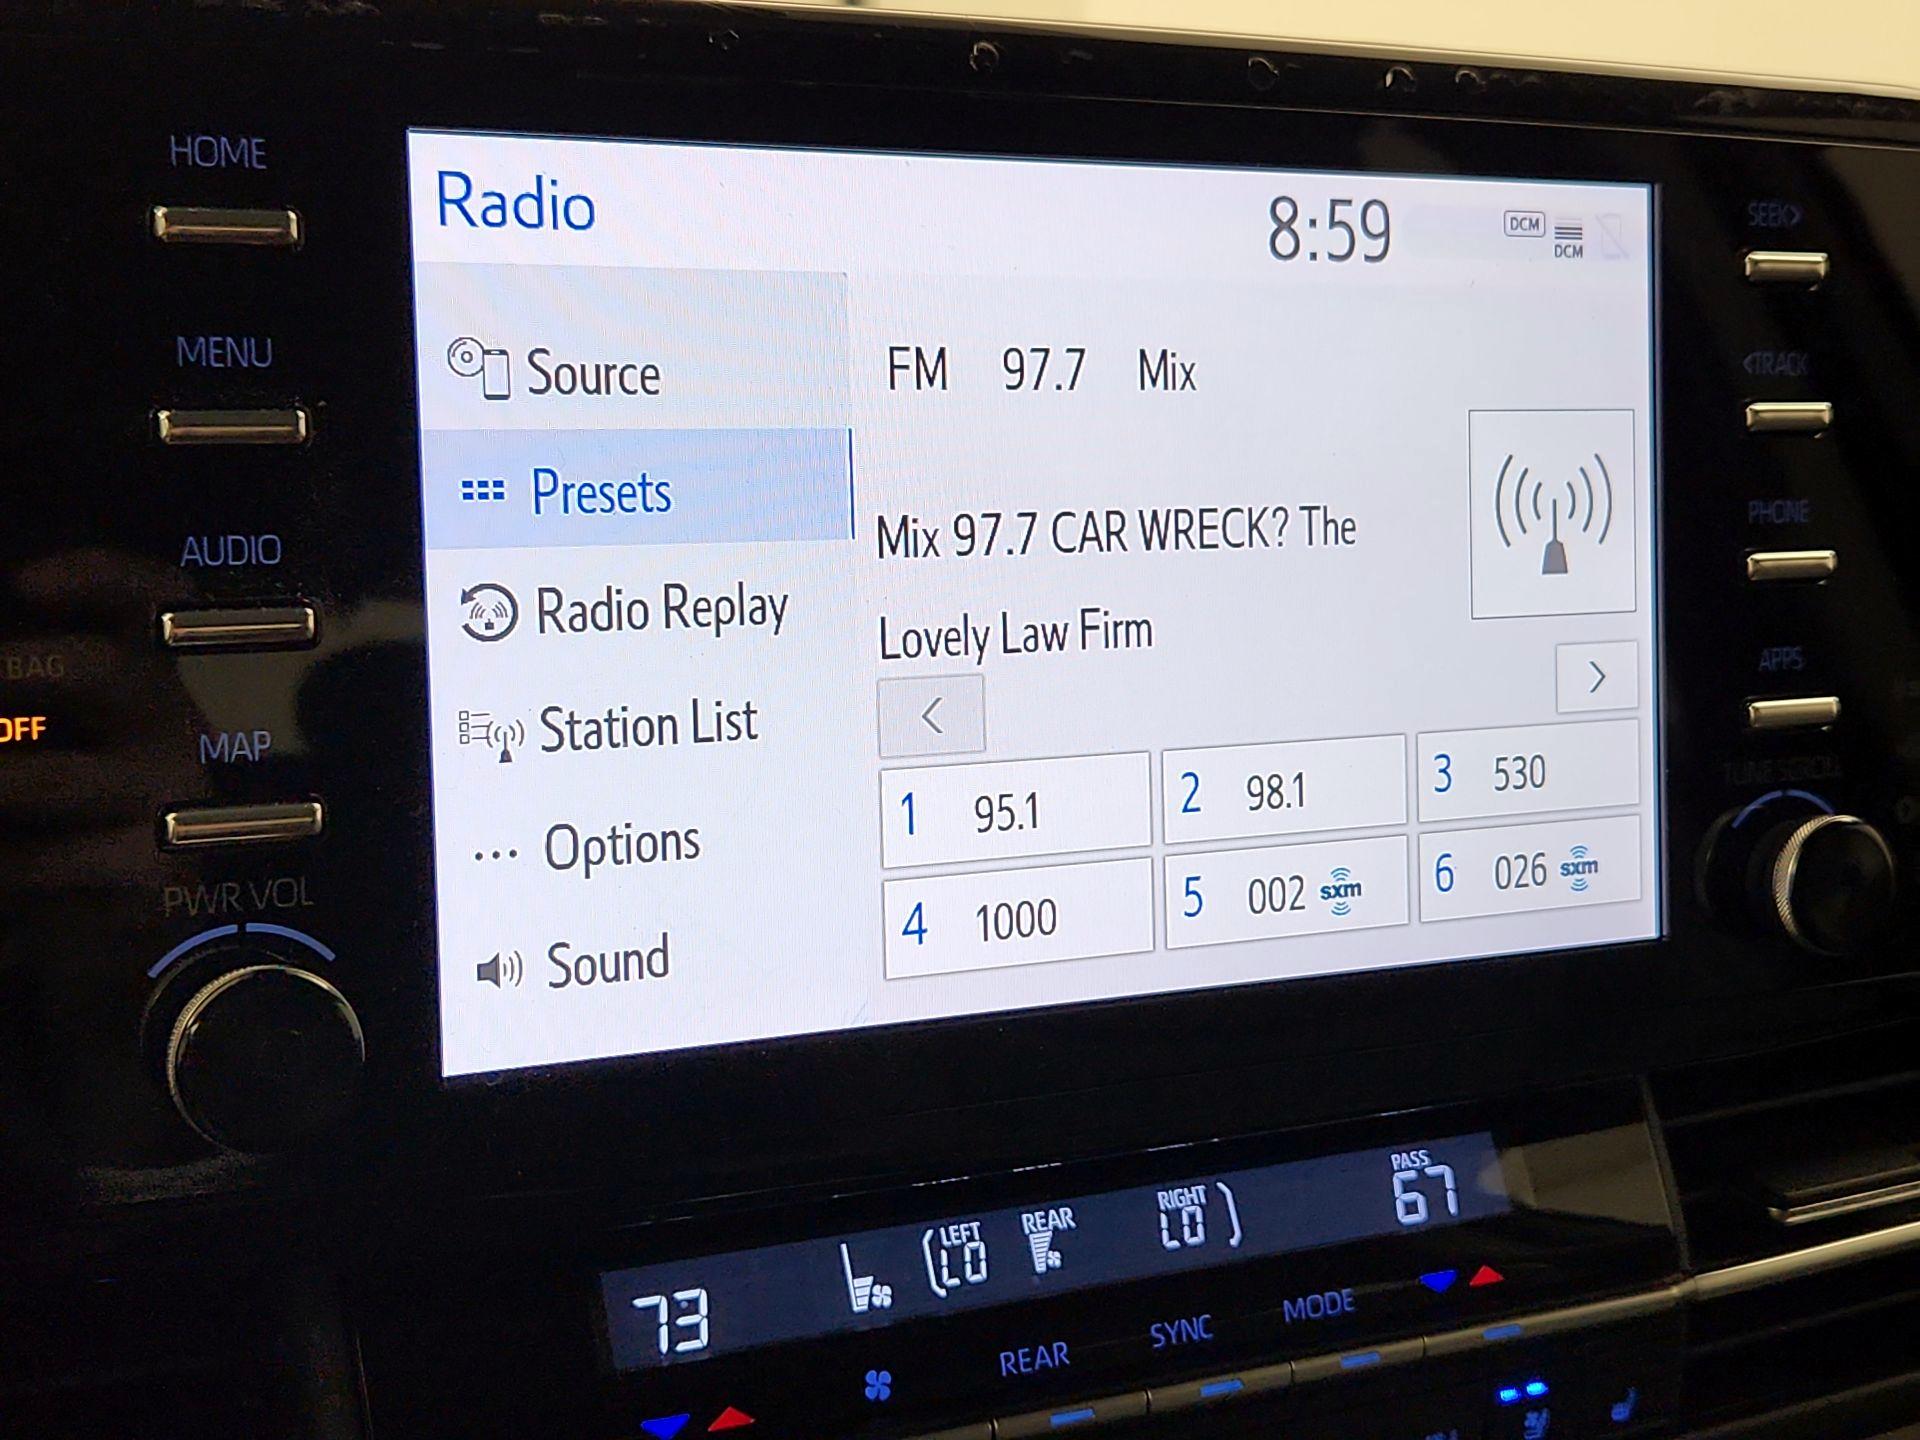 HOME
MENU
AUDIO
BAG
OFF
MAP
PWR VOL
Radio
8:59
DCM
DCM
Source
Presets
Radio Replay
Station List
Options
Sound
FM 97.7 Mix
Mix 97.7 CAR WRECK? The
Lovely Law Firm
<
>
1 95.1
2 98.1
3 530
4 1000
5 002 sxm
6 026 sxm
SEEK>
<TRACK
PHONE
APPS
TUNE SCROLL
73
LEFT
LO
REAR
RIGHT
LO
PASS
67
REAR
SYNC
MODE